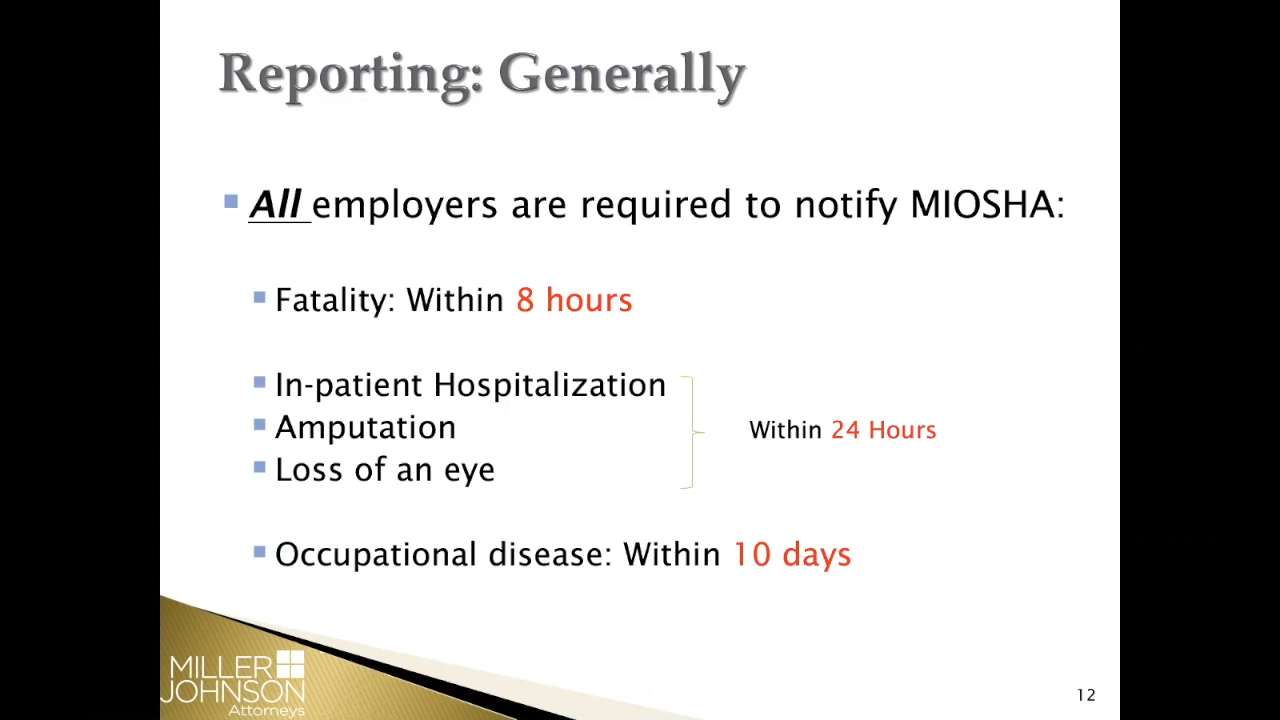 Reporting: Generally
All employers are required to notify MIOSHA:
Fatality: Within 8 hours
In-patient Hospitalization
Amputation
Within 24 Hours
Loss of an eye
Occupational disease: Within 10 days
MILLER
JOHNSON
Attorneys
12